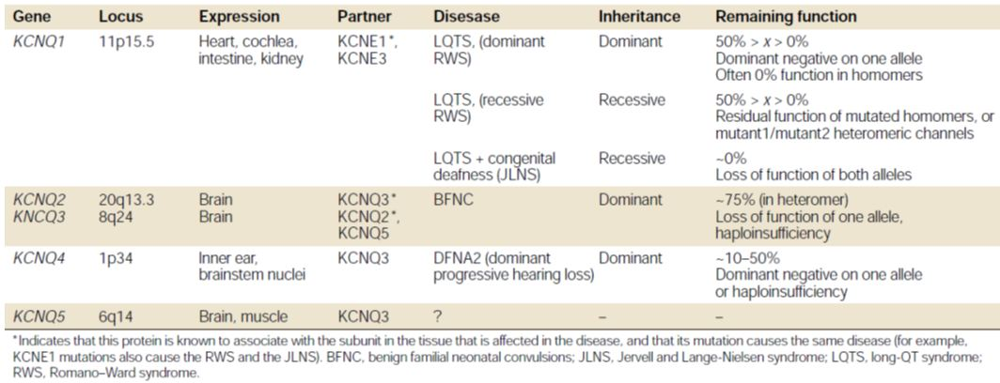 Gene Locus Expression Partner Disesase Inheritance Remaining function
KCNQ1 11p15.5 Heart, cochlea, KCNE1*, LQTS, (dominant Dominant 50% > x > 0%
intestine, kidney KCNE3 RWS) Dominant negative on one allele
Often 0% function in homomers
LQTS, (recessive Recessive 50% > x > 0%
RWS) Residual function of mutated homomers, or
mutant1/mutant2 heteromeric channels
LQTS + congenital Recessive ~0%
deafness (JLNS) Loss of function of both alleles
KCNQ2 20q13.3 Brain KCNQ3* BFNC Dominant ~75% (in heteromer)
KNCQ3 8q24 Brain KCNQ2*, Loss of function of one allele,
KCNQ5 haploinsufficiency
KCNQ4 1p34 Inner ear, KCNQ3 DFNA2 (dominant Dominant ~10–50%
brainstem nuclei progressive hearing loss) Dominant negative on one allele
or haploinsufficiency
KCNQ5 6q14 Brain, muscle KCNQ3 ? – –
*Indicates that this protein is known to associate with the subunit in the tissue that is affected in the disease, and that its mutation causes the same disease (for example,
KCNE1 mutations also cause the RWS and the JLNS). BFNC, benign familial neonatal convulsions; JLNS, Jervell and Lange-Nielsen syndrome; LQTS, long-QT syndrome;
RWS, Romano–Ward syndrome.